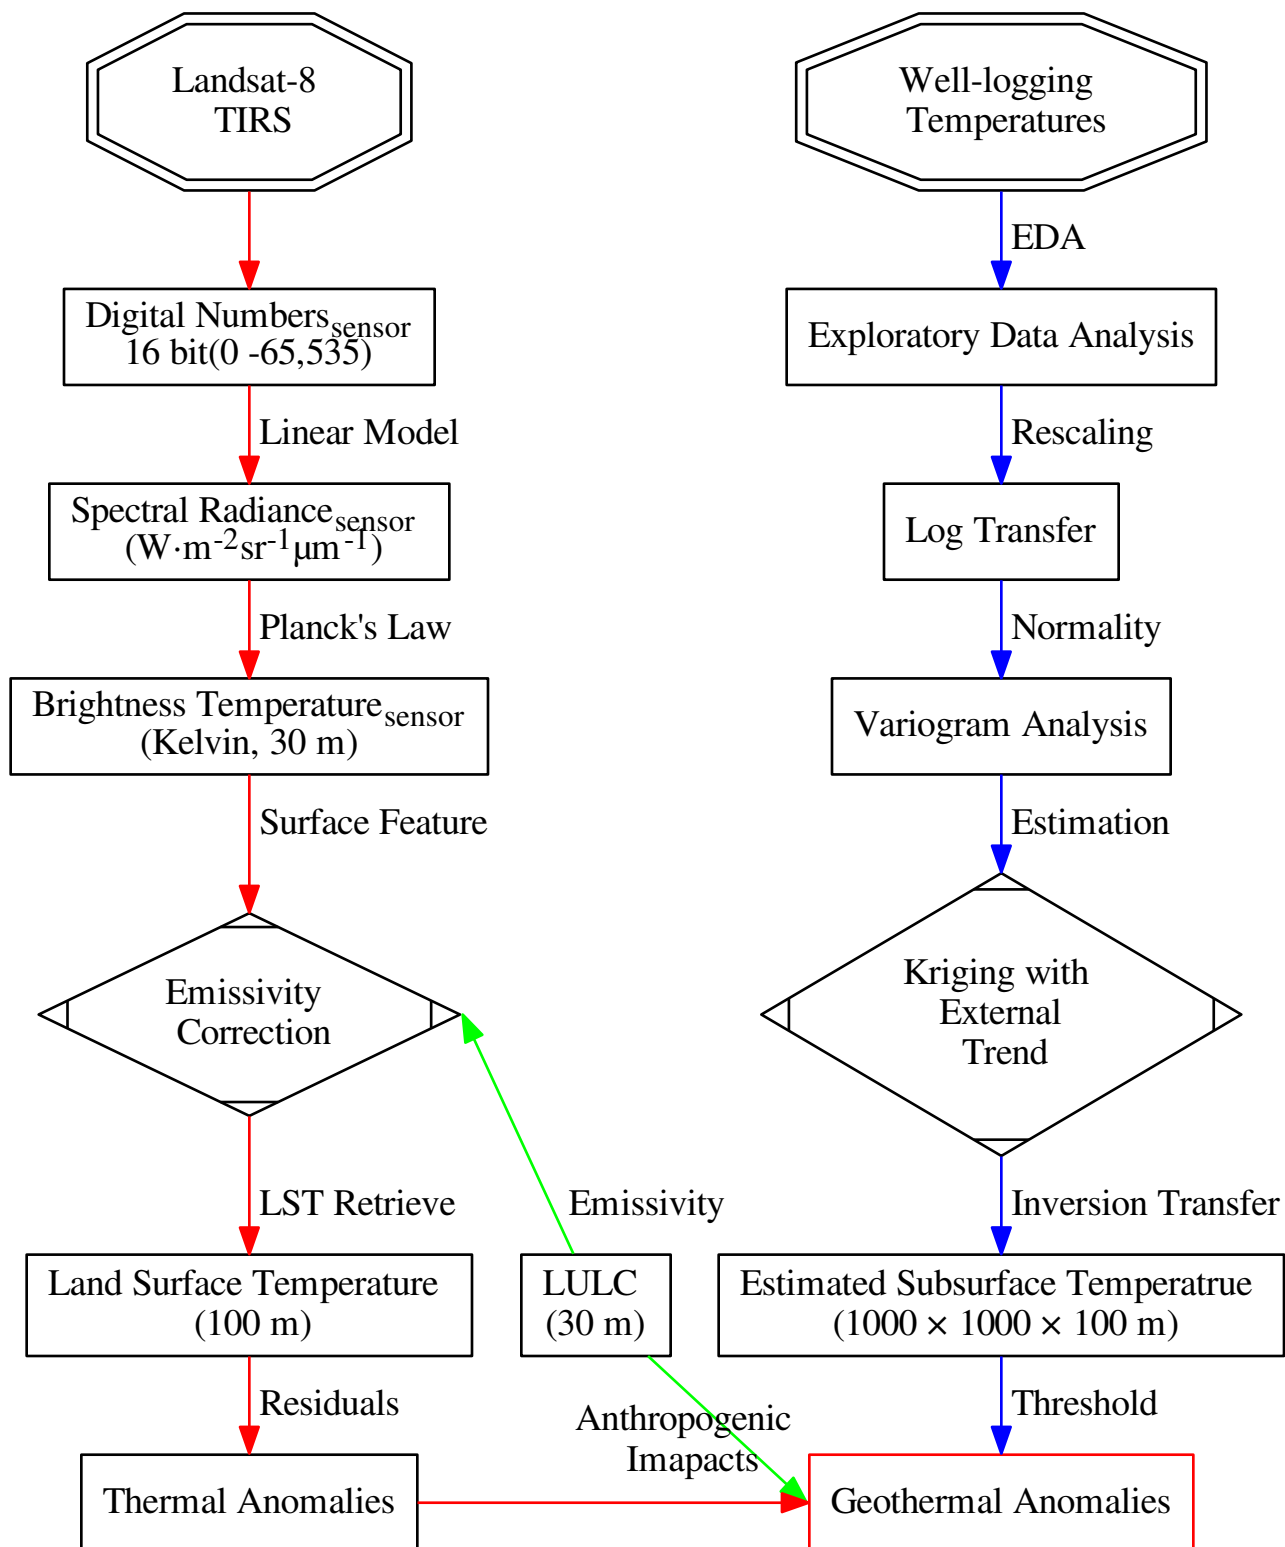 Landsat-8
TIRS
Digital Numberssensor
16 bit(0 -65,535)
Linear Model
Spectral Radiancesensor
(W·m-2sr-1µm-1)
Planck's Law
Brightness Temperaturesensor
(Kelvin, 30 m)
Surface Feature
Emissivity
Correction
LST Retrieve
Land Surface Temperature
(100 m)
Residuals
Thermal Anomalies
Emissivity
LULC
(30 m)
Anthropogenic
Imapacts
Well-logging
Temperatures
EDA
Exploratory Data Analysis
Rescaling
Log Transfer
Normality
Variogram Analysis
Estimation
Kriging with
External
Trend
Inversion Transfer
Estimated Subsurface Temperatrue
(1000 × 1000 × 100 m)
Threshold
Geothermal Anomalies